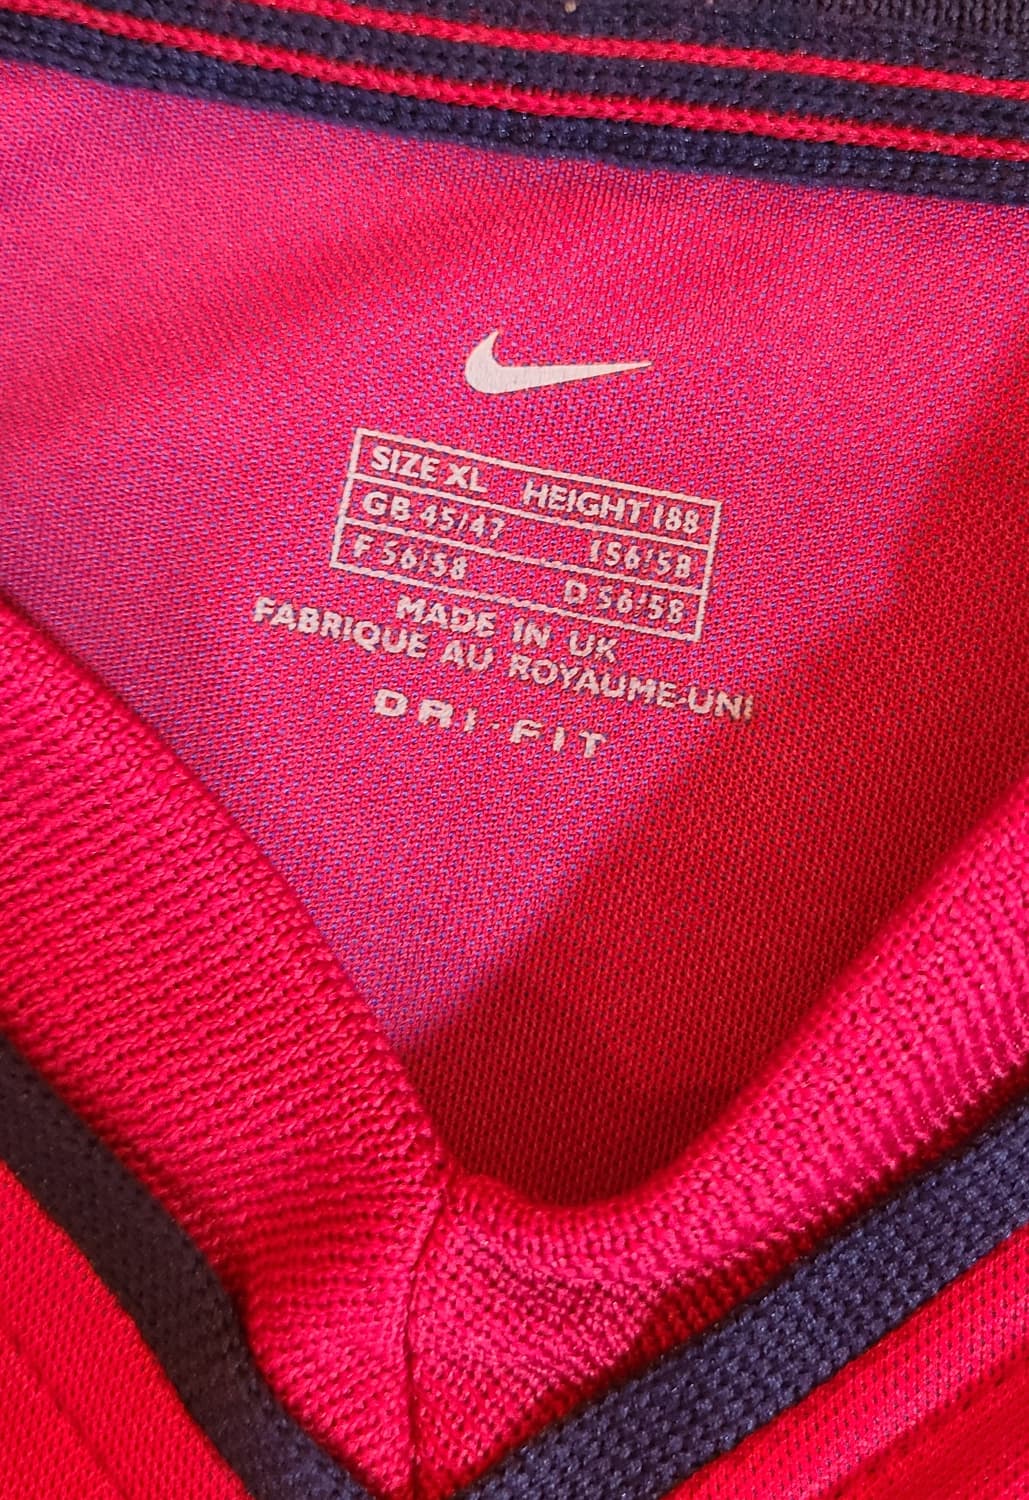 SIZE XL HEIGHT 188
GB 45/47 I 56/58
F 56/58 D 56/58
MADE IN UK
FABRIQUE AU ROYAUME-UNI
DRI-FIT